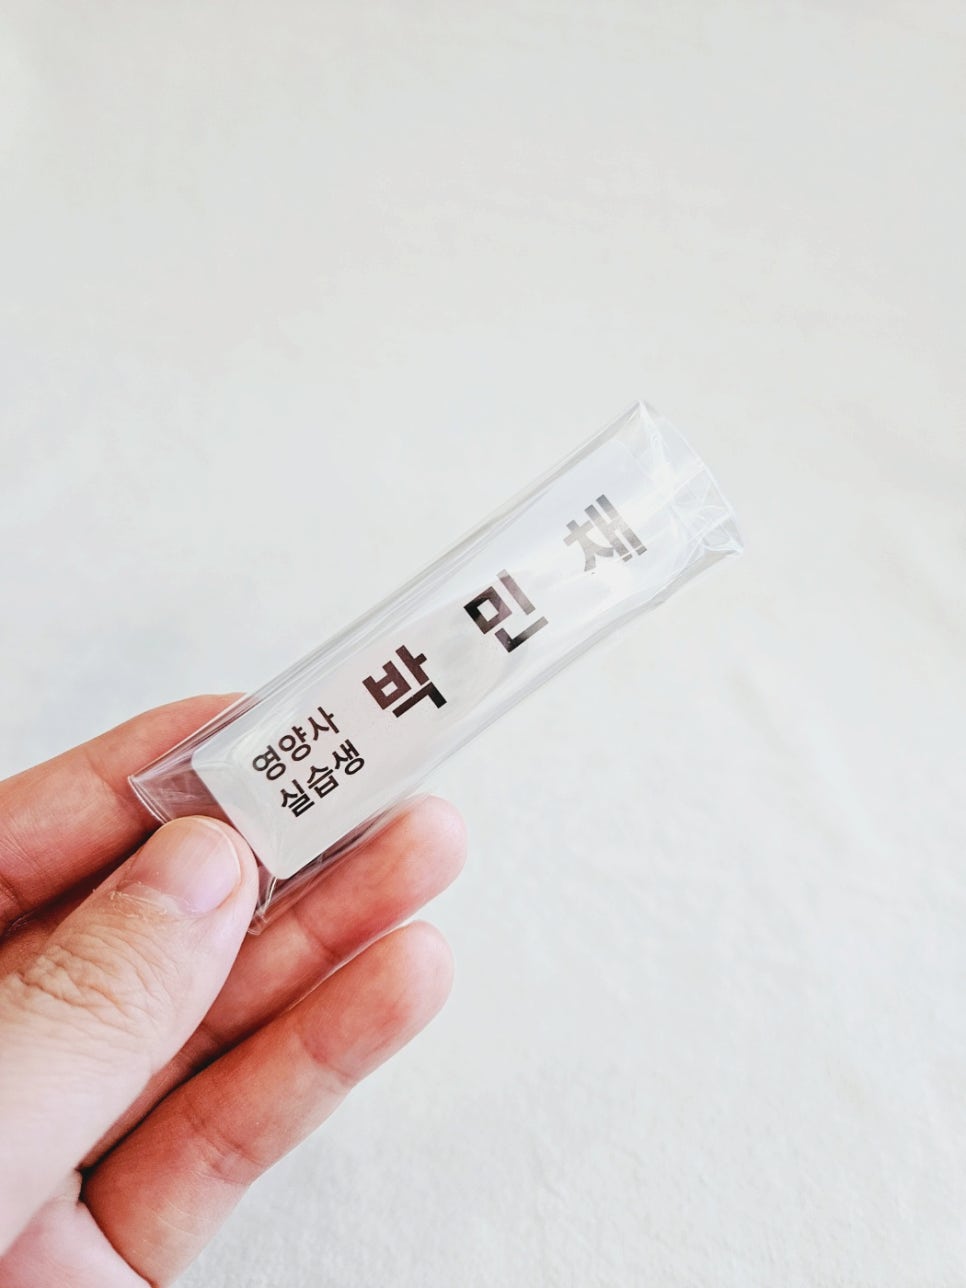 영양사
실습생
박 민 채